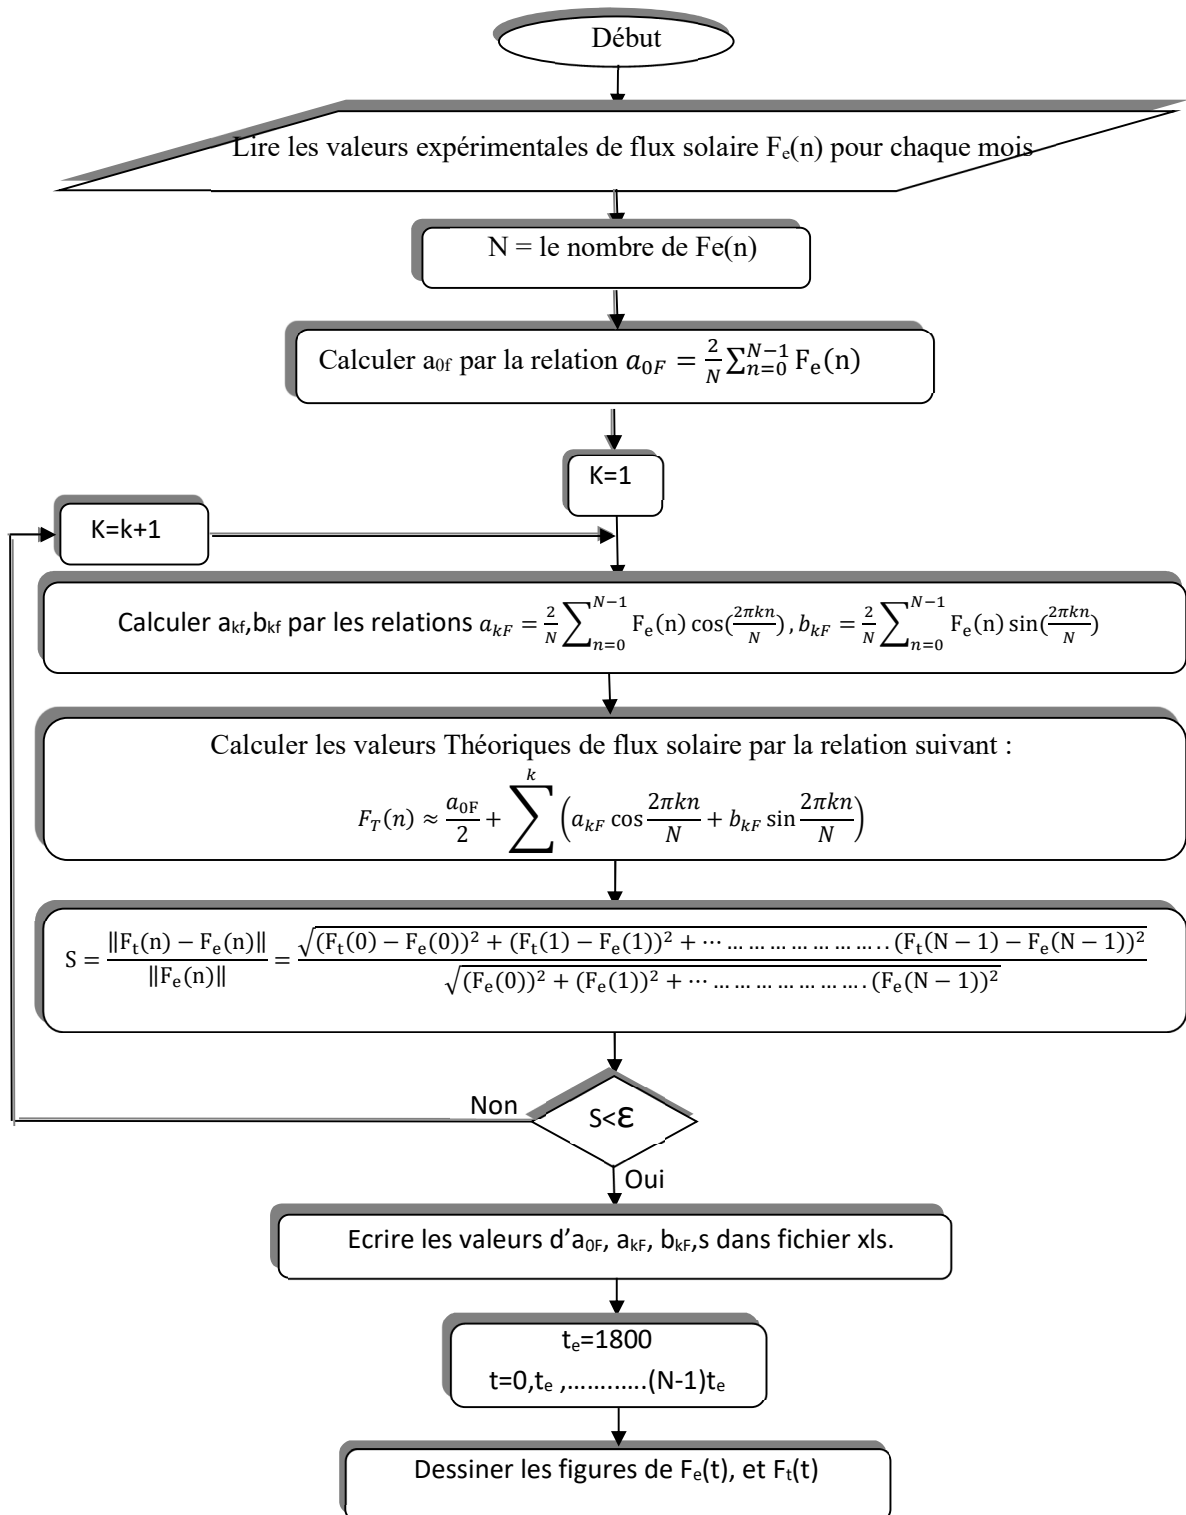 Début
Lire les valeurs expérimentales de flux solaire Fₑ(n) pour chaque mois
N = le nombre de Fe(n)
Calculer a₀f par la relation a₀F = 2/N ∑_{n=0}^{N−1} Fₑ(n)
K=1
K=k+1
Calculer akf,bkf par les relations akF = 2/N ∑_{n=0}^{N−1} Fₑ(n) cos(2πkn/N) , bkF = 2/N ∑_{n=0}^{N−1} Fₑ(n) sin(2πkn/N)
Calculer les valeurs Théoriques de flux solaire par la relation suivant :
F_T(n) ≈ a₀F/2 + ∑^k (akF cos 2πkn/N + bkF sin 2πkn/N)
S = ‖Fₜ(n) − Fₑ(n)‖/‖Fₑ(n)‖ = √((Fₜ(0) − Fₑ(0))² + (Fₜ(1) − Fₑ(1))² + ⋯ … … … … … … … . . (Fₜ(N − 1) − Fₑ(N − 1))²)/√((Fₑ(0))² + (Fₑ(1))² + ⋯ … … … … … … . (Fₑ(N − 1))²)
Non
S<ε
Oui
Ecrire les valeurs d’a₀F, akF, bkF,s dans fichier xls.
tₑ=1800
t=0,tₑ ,............(N-1)tₑ
Dessiner les figures de Fₑ(t), et Fₜ(t)